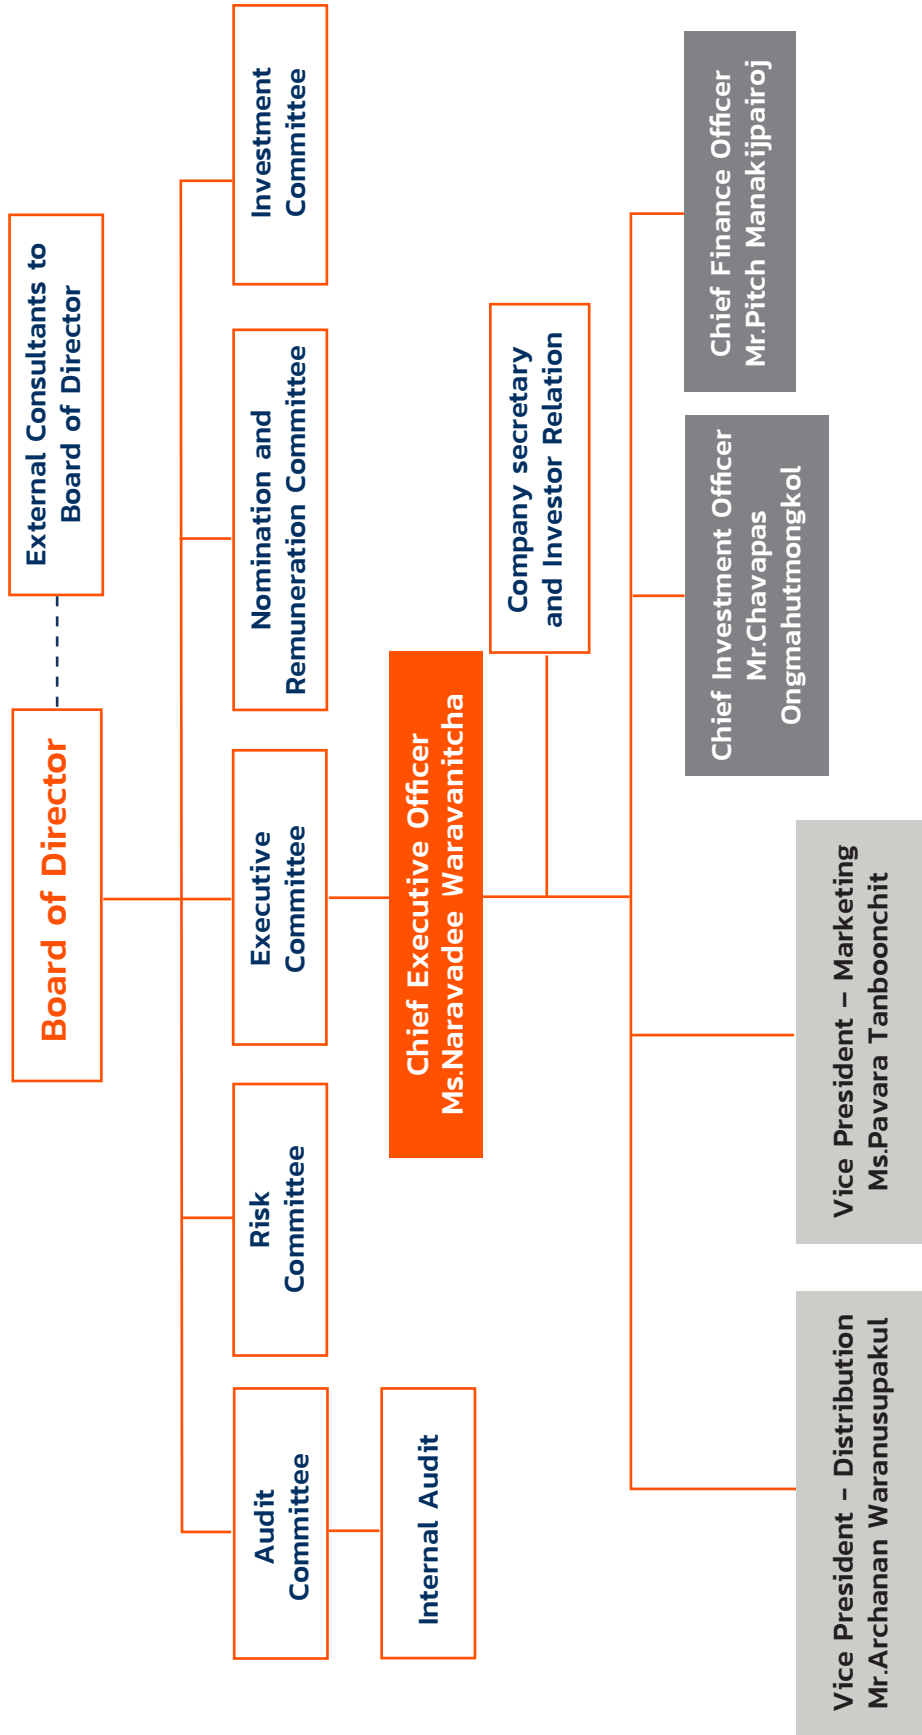 Board of Director
External Consultants to
Board of Director
Audit
Committee
Risk
Committee
Executive
Committee
Nomination and
Remuneration Committee
Investment
Committee
Internal Audit
Chief Executive Officer
Ms.Naravadee Waravanitcha
Company secretary
and Investor Relation
Vice President – Distribution
Mr.Archanan Waranusupakul
Vice President – Marketing
Ms.Pavara Tanboonchit
Chief Investment Officer
Mr.Chavapas
Ongmahutmongkol
Chief Finance Officer
Mr.Pitch Manakijpairoj